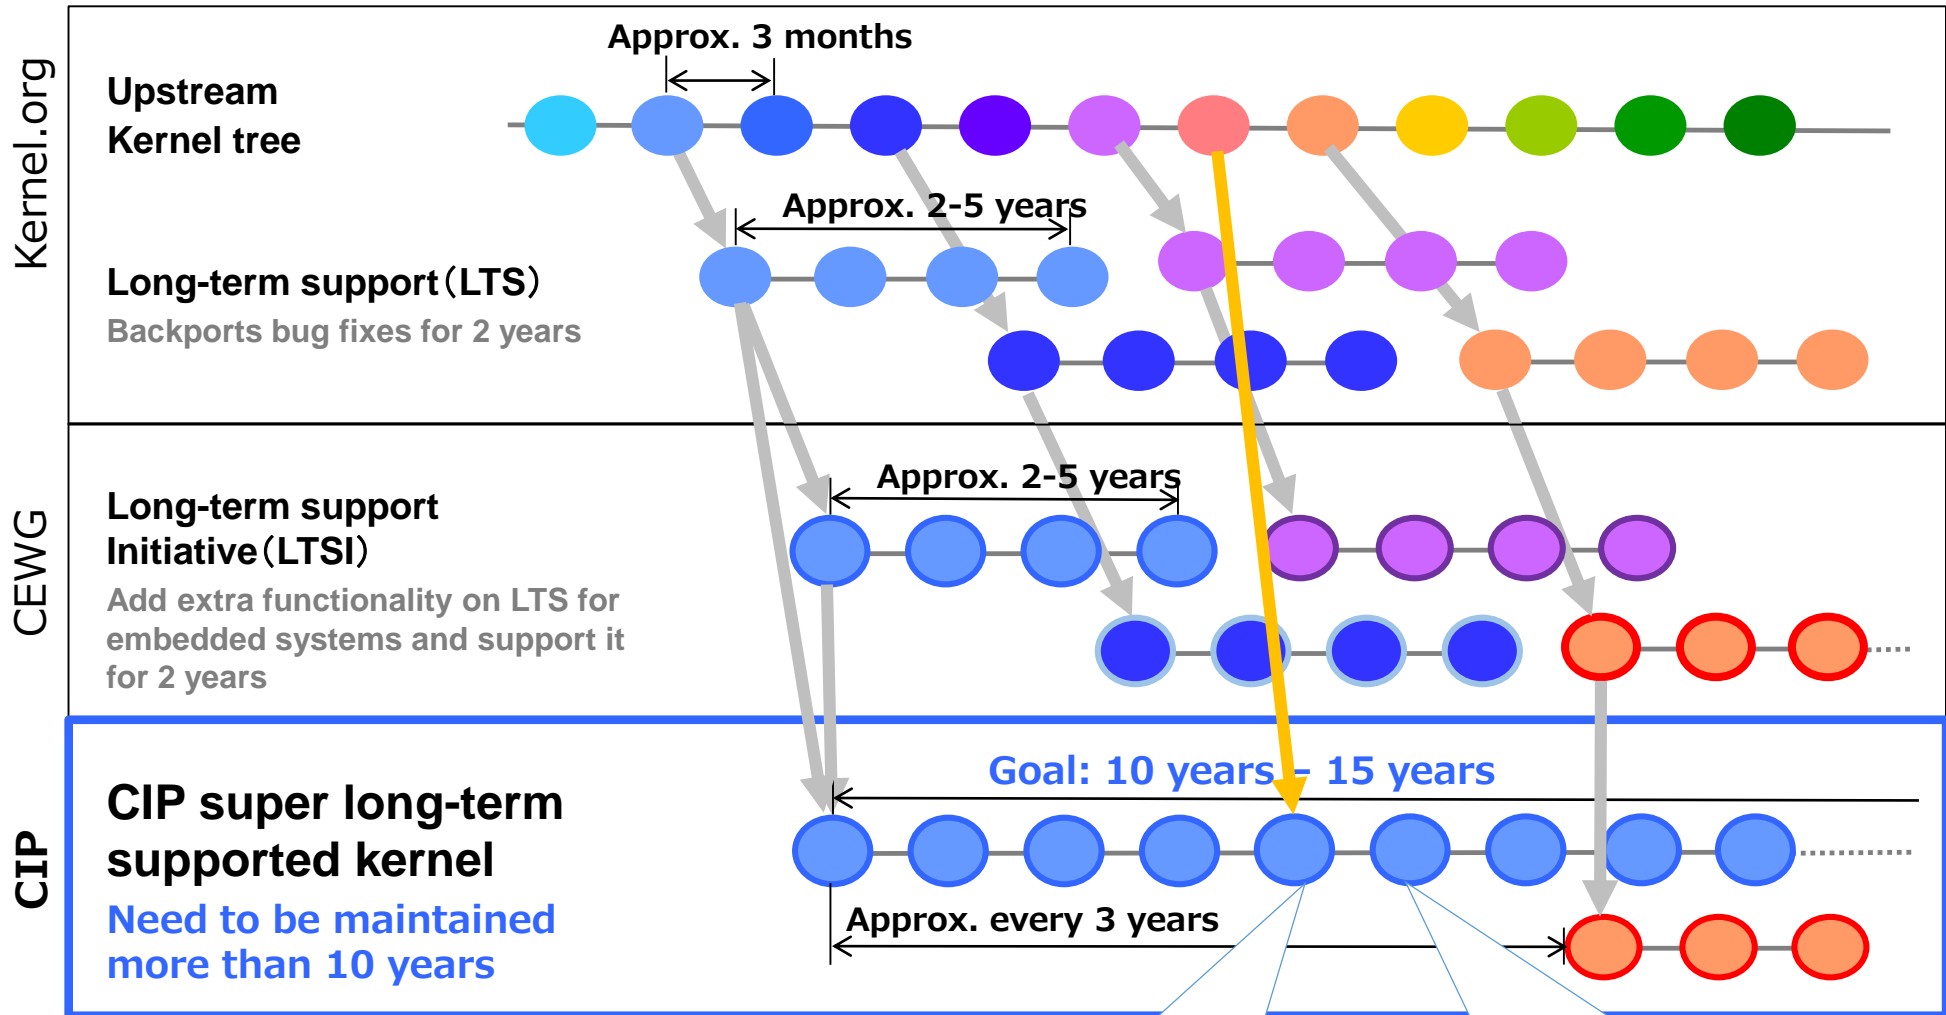 Kernel.org
Approx. 3 months
Upstream
Kernel tree
Approx. 2-5 years
Long-term support（LTS）
Backports bug fixes for 2 years
CEWG
Approx. 2-5 years
Long-term support
Initiative（LTSI）
Add extra functionality on LTS for
embedded systems and support it
for 2 years
CIP
Goal: 10 years – 15 years
CIP super long-term
supported kernel
Need to be maintained
more than 10 years
Approx. every 3 years